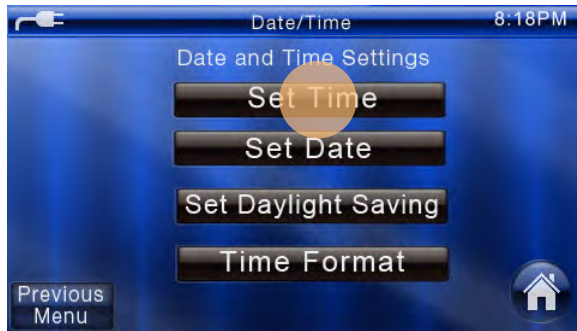 Date/Time 8:18PM
Date and Time Settings
Set Time
Set Date
Set Daylight Saving
Time Format
Previous
Menu